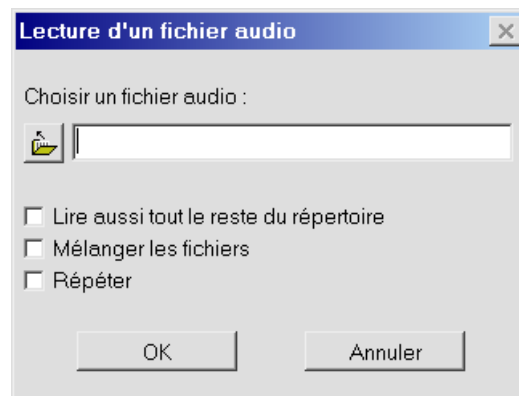 Lecture d'un fichier audio
Choisir un fichier audio :
Lire aussi tout le reste du répertoire
Mélanger les fichiers
Répéter
OK Annuler